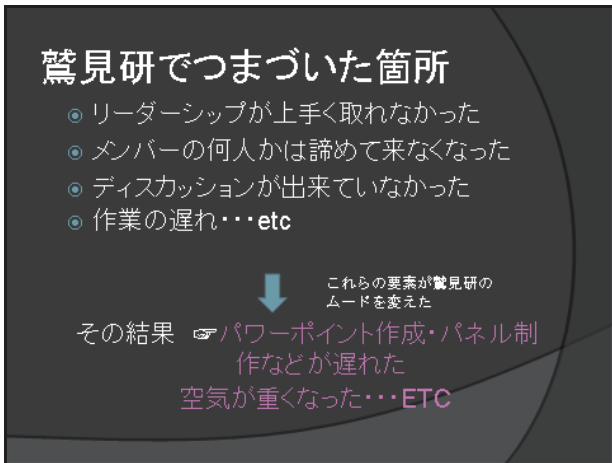 鷲見研でつまづいた箇所
リーダーシップが上手く取れなかった
メンバーの何人かは諦めて来なくなった
ディスカッションが出来ていなかった
作業の遅れ・・・etc
これらの要素が鷲見研の
ムードを変えた
その結果 ☞パワーポイント作成・パネル制
作などが遅れた
空気が重くなった・・・ETC